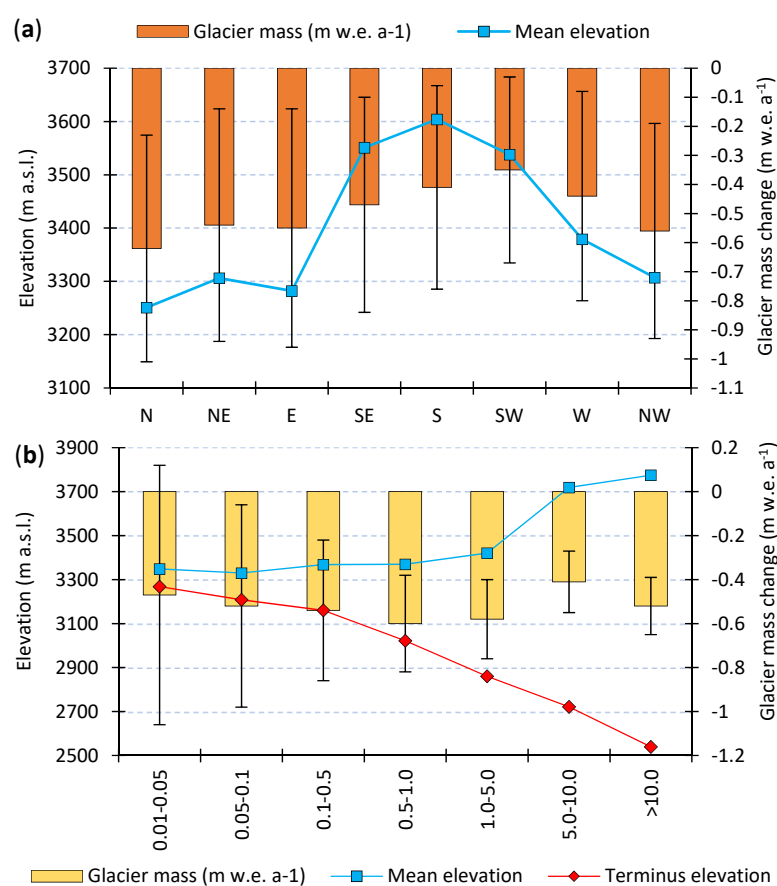 (a)
Glacier mass (m w.e. a-1) Mean elevation
3700 0
3600 -0.1
3500 -0.2
3400 -0.3
3300 -0.4
3200 -0.5
3100 -0.6
-0.7
-0.8
-0.9
-1
-1.1
Elevation (m a.s.l.)
Glacier mass change (m w.e. a-1)
N NE E SE S SW W NW
(b)
3900 0.2
3700 0
3500 -0.2
3300 -0.4
3100 -0.6
2900 -0.8
2700 -1
2500 -1.2
Elevation (m a.s.l.)
Glacier mass change (m w.e. a-1)
0.01-0.05 0.05-0.1 0.1-0.5 0.5-1.0 1.0-5.0 5.0-10.0 >10.0
Glacier mass (m w.e. a-1) Mean elevation Terminus elevation